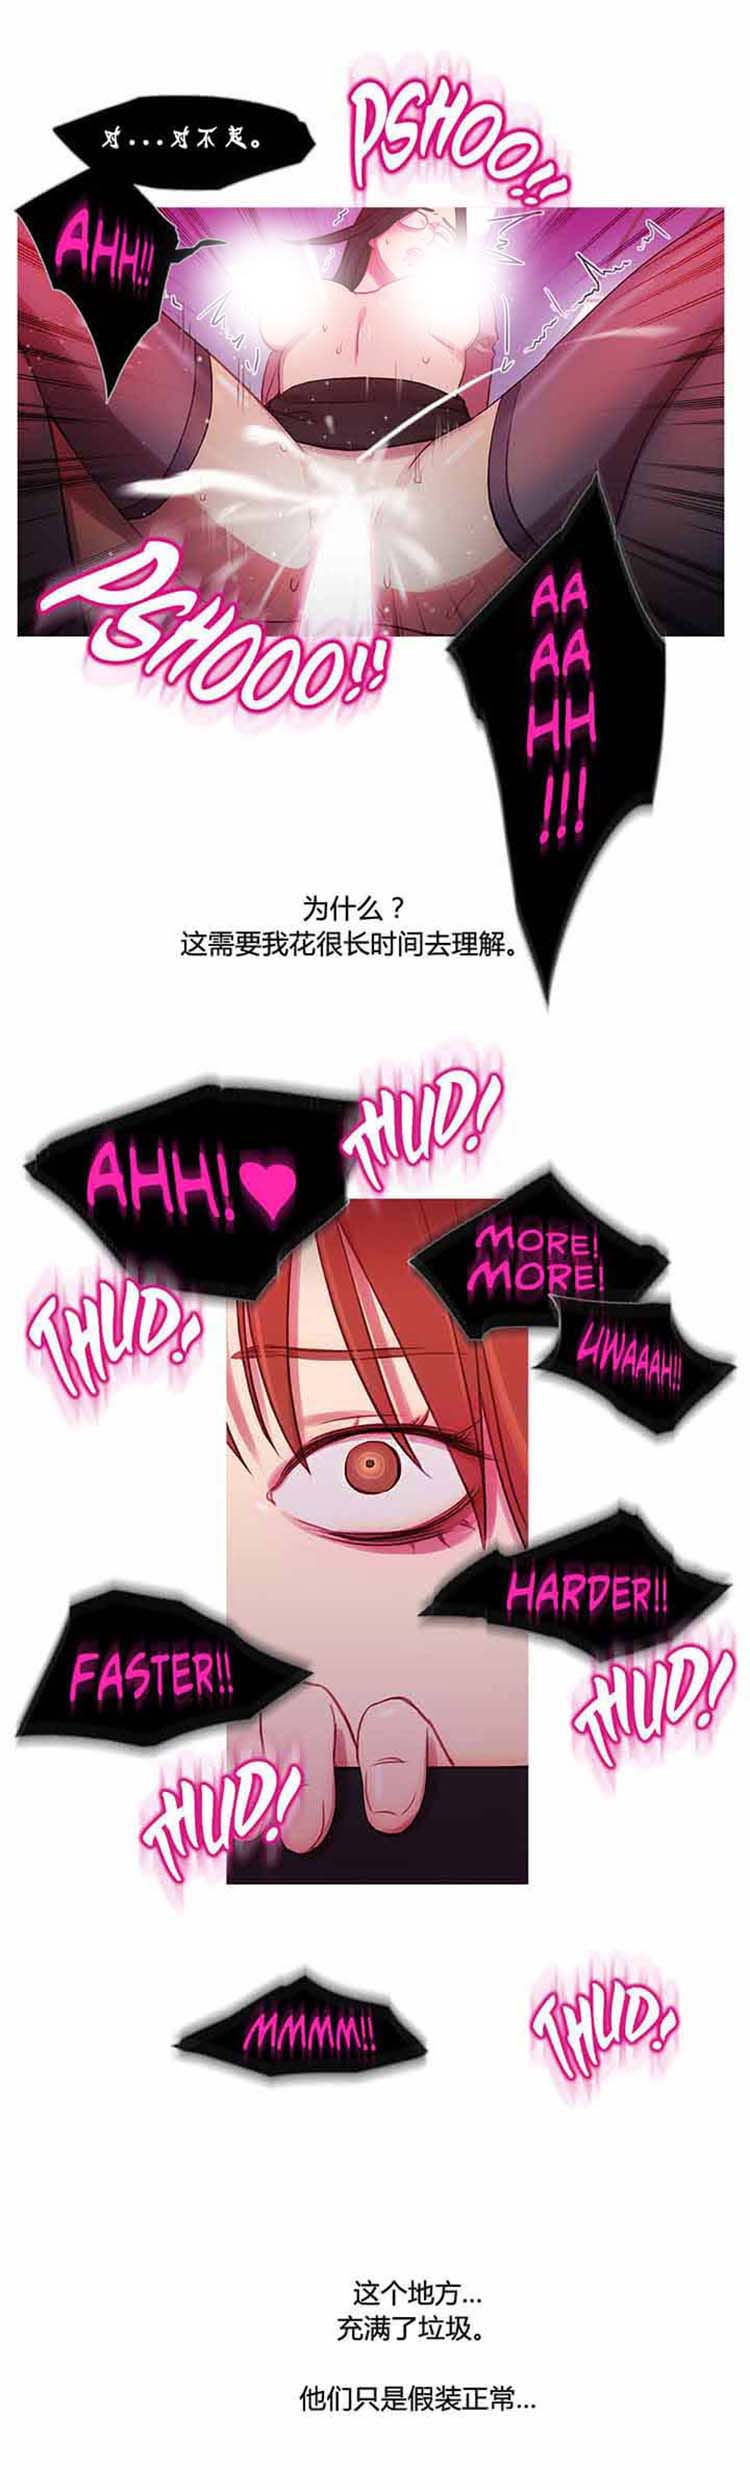 对...对不起。
PSHOO!!
AHH!!
PSHOOO!!
AA
AA
HH
!!!
为什么？
这需要我花很长时间去理解。
THUD!
AHH!♥
MORE!
MORE!
THUD!
UWAAAH!!
HARDER!!
FASTER!!
THUD!
THUD!
MMMM!!
THUD!
这个地方...
充满了垃圾。
他们只是假装正常...